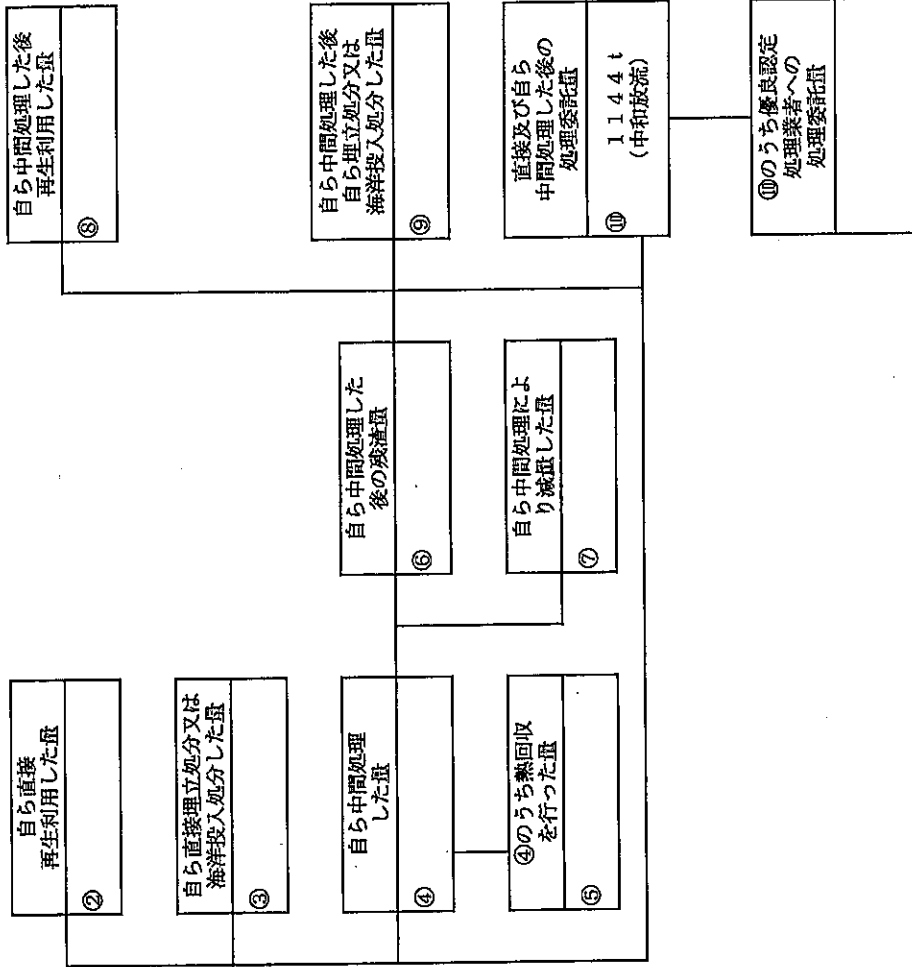 自ら直接
再生利用した量
②
自ら直接埋立処分又は
海洋投入処分した量
③
自ら中間処理
した量
④
④のうち熱回収
を行った量
⑤
自ら中間処理した
後の残渣量
⑥
自ら中間処理によ
り減量した量
⑦
自ら中間処理した後
再生利用した量
⑧
自ら中間処理した後
自ら埋立処分又は
海洋投入処分した量
⑨
直接及び自ら
中間処理した後の
処理委託量
⑩
1144t
(中和放流)
⑩のうち優良認定
処理業者への
処理委託量